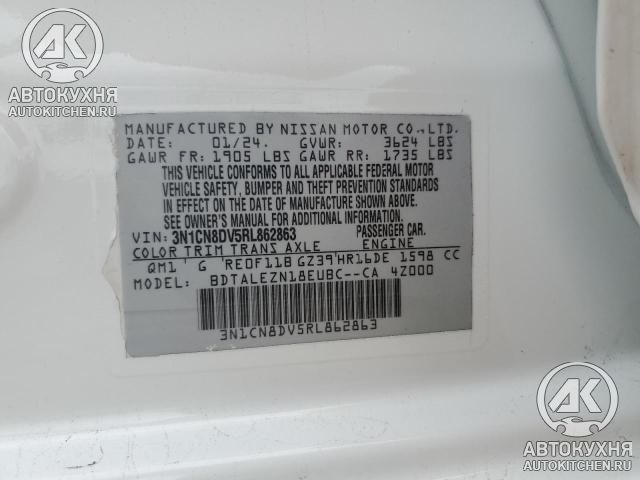 AK
АВТОКУХНЯ
AUTOKITCHEN.RU
MANUFACTURED BY NISSAN MOTOR CO.,LTD.
DATE: 01/24. GVWR: 3624 LBS
GAWR FR: 1905 LBS GAWR RR: 1735 LBS
THIS VEHICLE CONFORMS TO ALL APPLICABLE FEDERAL MOTOR
VEHICLE SAFETY, BUMPER AND THEFT PREVENTION STANDARDS
IN EFFECT ON THE DATE OF MANUFACTURE SHOWN ABOVE.
SEE OWNER'S MANUAL FOR ADDITIONAL INFORMATION.
VIN: 3N1CN8DV5RL862863 PASSENGER CAR.
COLOR TRIM TRANS AXLE ENGINE
QM1 G RE0F11B GZ39 HR16DE 1598 CC
MODEL: BDTALEZN18EUBC--CA 4Z000
3N1CN8DV5RL862863
AK
АВТОКУХНЯ
AUTOKITCHEN.RU